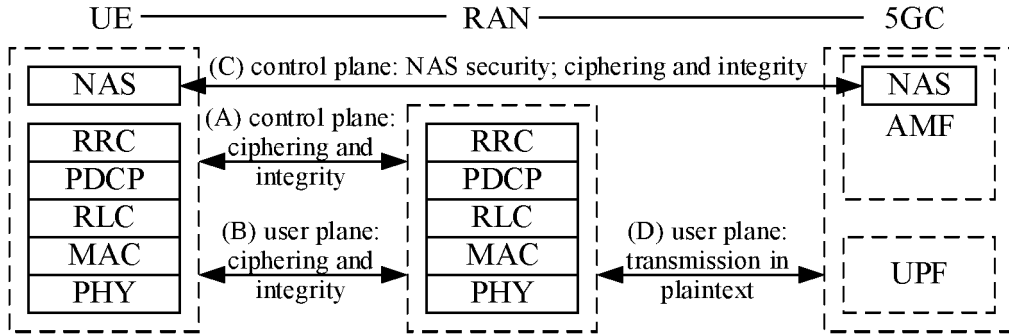 UE RAN 5GC
(C) control plane: NAS security; ciphering and integrity
NAS
NAS
AMF
(A) control plane:
ciphering and
integrity
RRC
PDCP
RLC
MAC
PHY
(B) user plane:
ciphering and
integrity
RRC
PDCP
RLC
MAC
PHY
(D) user plane:
transmission in
plaintext
UPF